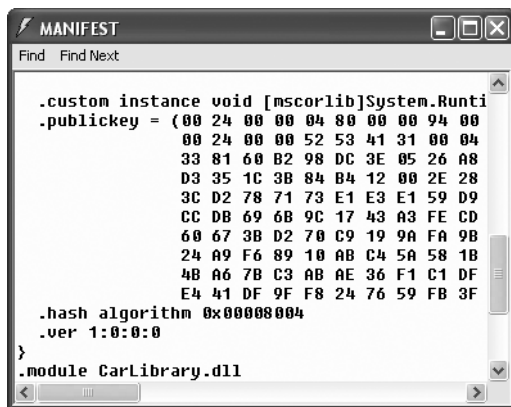 MANIFEST
Find Find Next
.custom instance void [mscorlib]System.Runti
.publickey = (00 24 00 00 04 80 00 00 94 00
00 24 00 00 52 53 41 31 00 04
33 81 60 B2 98 DC 3E 05 26 A8
D3 35 1C 3B 84 B4 12 00 2E 28
3C D2 78 71 73 E1 E3 E1 59 D9
CC DB 69 6B 9C 17 43 A3 FE CD
60 67 3B D2 70 C9 19 9A FA 9B
24 A9 F6 89 10 AB C4 5A 58 1B
4B A6 7B C3 AB AE 36 F1 C1 DF
E4 41 DF 9F F8 24 76 59 FB 3F
.hash algorithm 0x00008004
.ver 1:0:0:0
}
.module CarLibrary.dll